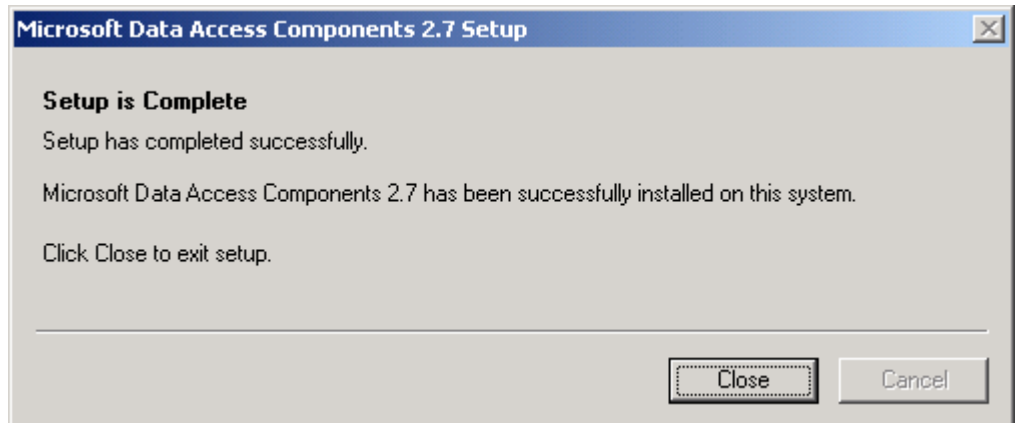 Microsoft Data Access Components 2.7 Setup
Setup is Complete
Setup has completed successfully.
Microsoft Data Access Components 2.7 has been successfully installed on this system.
Click Close to exit setup.
Close Cancel